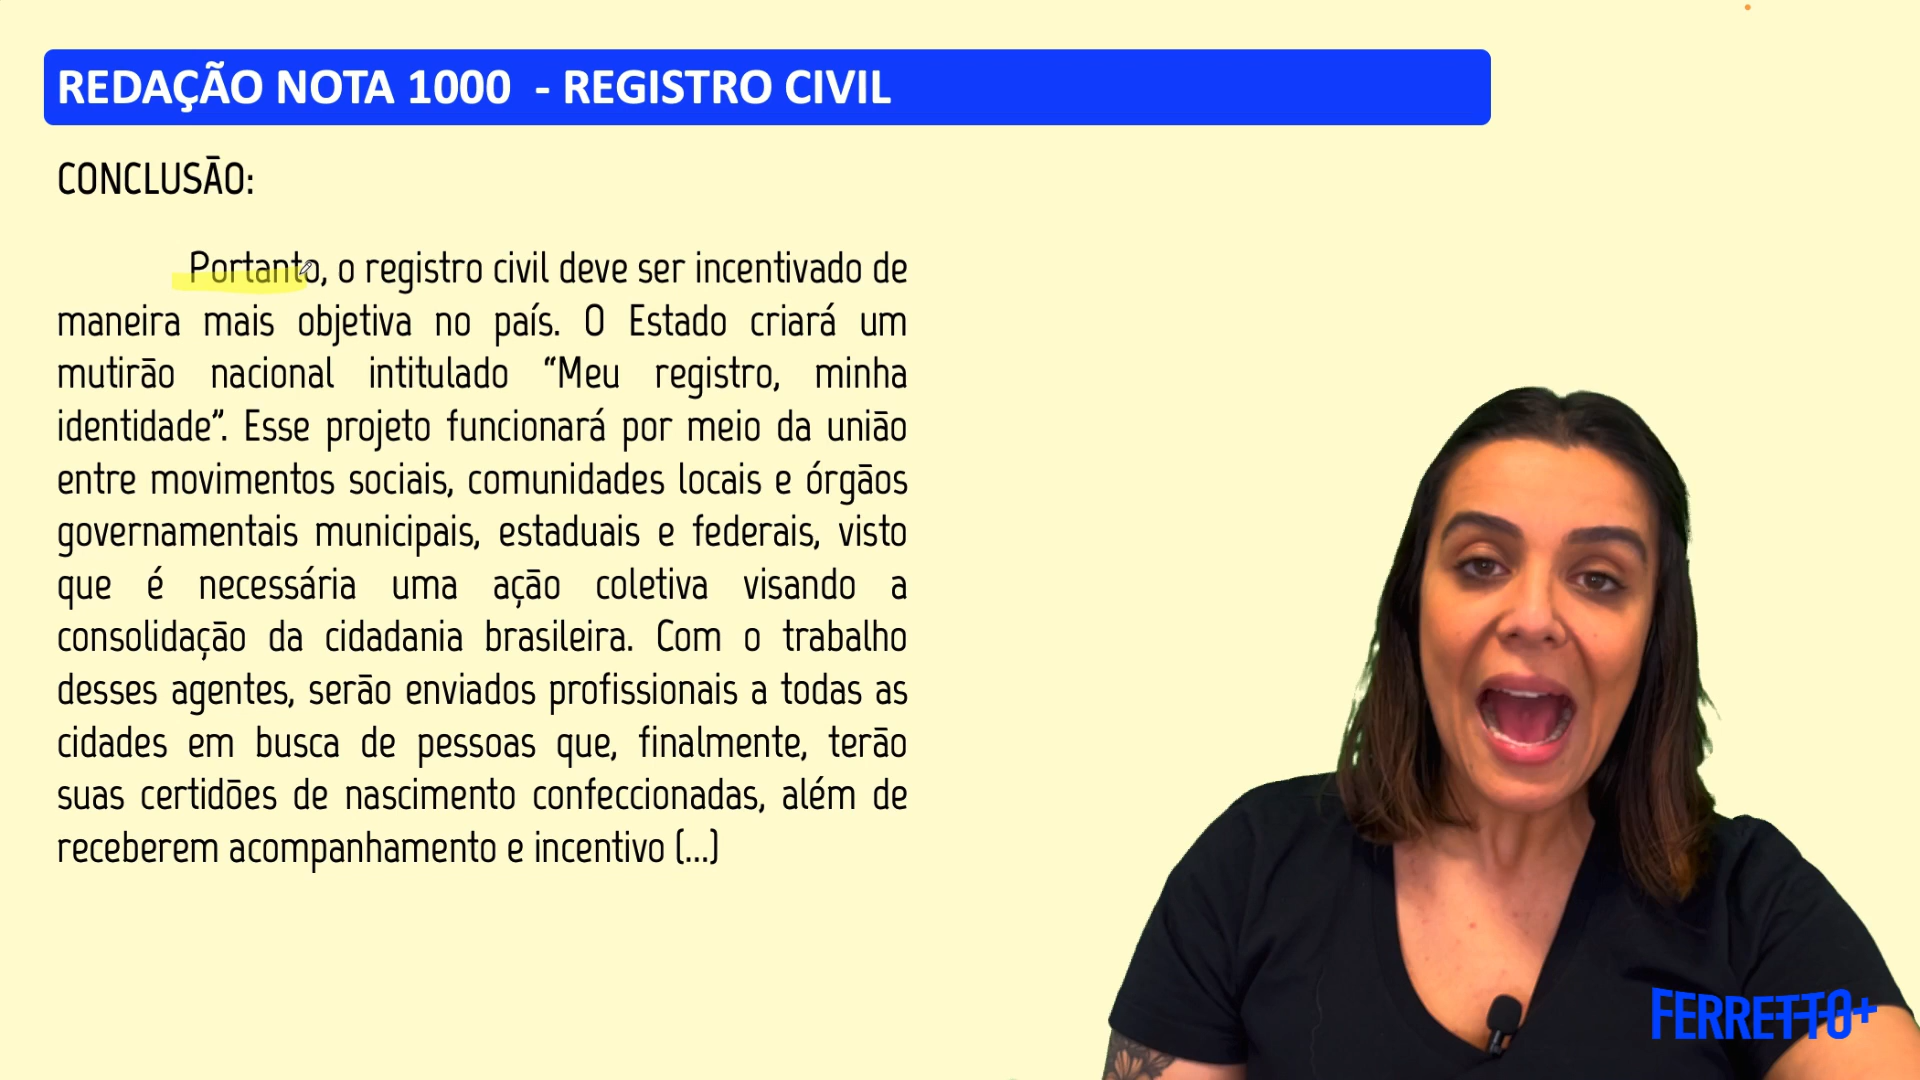 REDAÇÃO NOTA 1000 - REGISTRO CIVIL
CONCLUSÃO:
Portanto, o registro civil deve ser incentivado de
maneira mais objetiva no país. O Estado criará um
mutirão nacional intitulado “Meu registro, minha
identidade”. Esse projeto funcionará por meio da união
entre movimentos sociais, comunidades locais e órgãos
governamentais municipais, estaduais e federais, visto
que é necessária uma ação coletiva visando a
consolidação da cidadania brasileira. Com o trabalho
desses agentes, serão enviados profissionais a todas as
cidades em busca de pessoas que, finalmente, terão
suas certidões de nascimento confeccionadas, além de
receberem acompanhamento e incentivo (...)
FERRETTO+